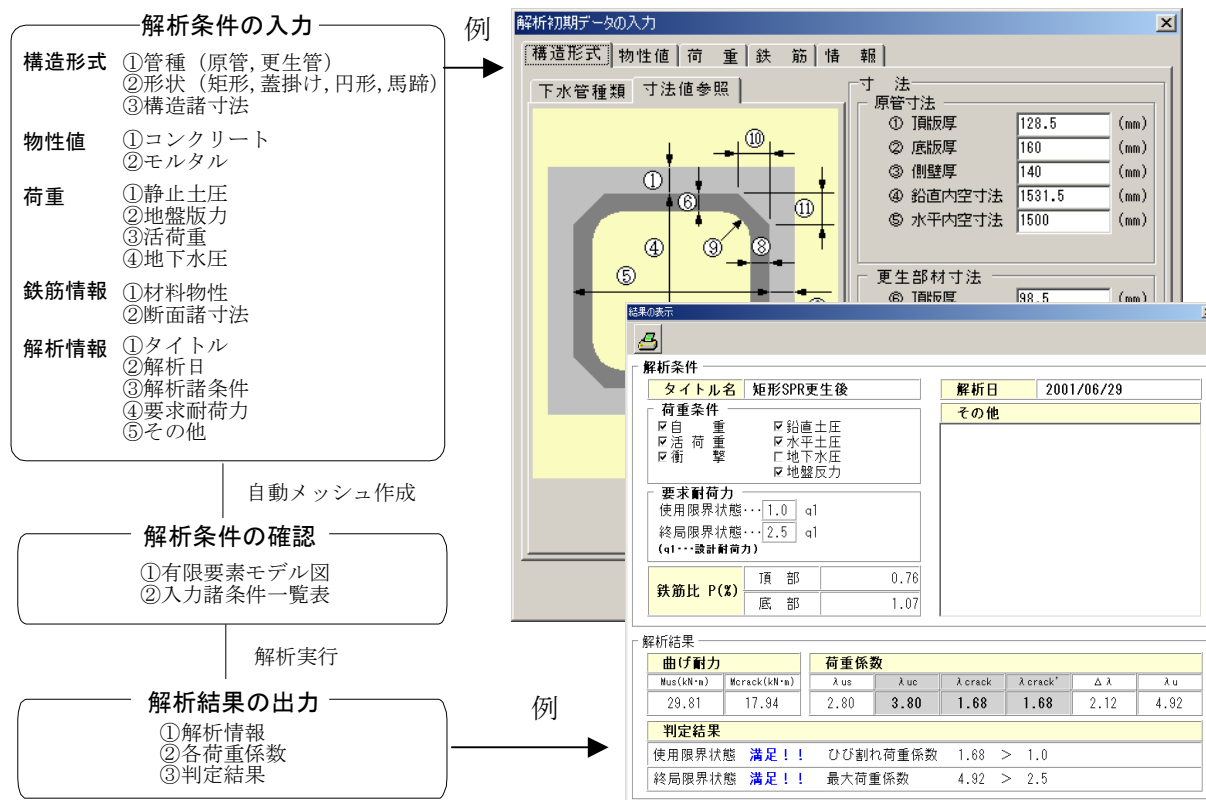 解析条件の入力
構造形式 ①管種（原管,更生管）
②形状（矩形,蓋掛け,円形,馬蹄）
③構造諸寸法
物性値 ①コンクリート
②モルタル
荷重 ①静止土圧
②地盤版力
③活荷重
④地下水圧
鉄筋情報 ①材料物性
②断面諸寸法
解析情報 ①タイトル
②解析日
③解析諸条件
④要求耐荷力
⑤その他
自動メッシュ作成
解析条件の確認
①有限要素モデル図
②入力諸条件一覧表
解析実行
解析結果の出力
①解析情報
②各荷重係数
③判定結果
例
例
解析初期データの入力
構造形式 物性値 荷 重 鉄 筋 情 報
下水管種類 寸法値参照
⑩
①
⑥
⑪
④ ⑨ ⑧
⑤
寸 法
原管寸法
① 頂版厚 128.5 (mm)
② 底版厚 160 (mm)
③ 側壁厚 140 (mm)
④ 鉛直内空寸法 1531.5 (mm)
⑤ 水平内空寸法 1500 (mm)
更生部材寸法
⑥ 頂版厚 98.5 (mm)
結果の表示
解析条件
タイトル名 矩形SPR更生後 解析日 2001/06/29
荷重条件 その他
自 重 鉛直土圧
活 荷 重 水平土圧
衝 撃 地下水圧
地盤反力
要求耐荷力
使用限界状態･･･ 1.0 q1
終局限界状態･･･ 2.5 q1
(q1･･･設計耐荷力)
鉄筋比 P(%) 頂 部 0.76
底 部 1.07
解析結果
曲げ耐力 荷重係数
Mus(kN･m) Mcrack(kN･m) λus λuc λcrack λcrack' Δλ λu
29.81 17.94 2.80 3.80 1.68 1.68 2.12 4.92
判定結果
使用限界状態 満足！！ ひび割れ荷重係数 1.68 > 1.0
終局限界状態 満足！！ 最大荷重係数 4.92 > 2.5